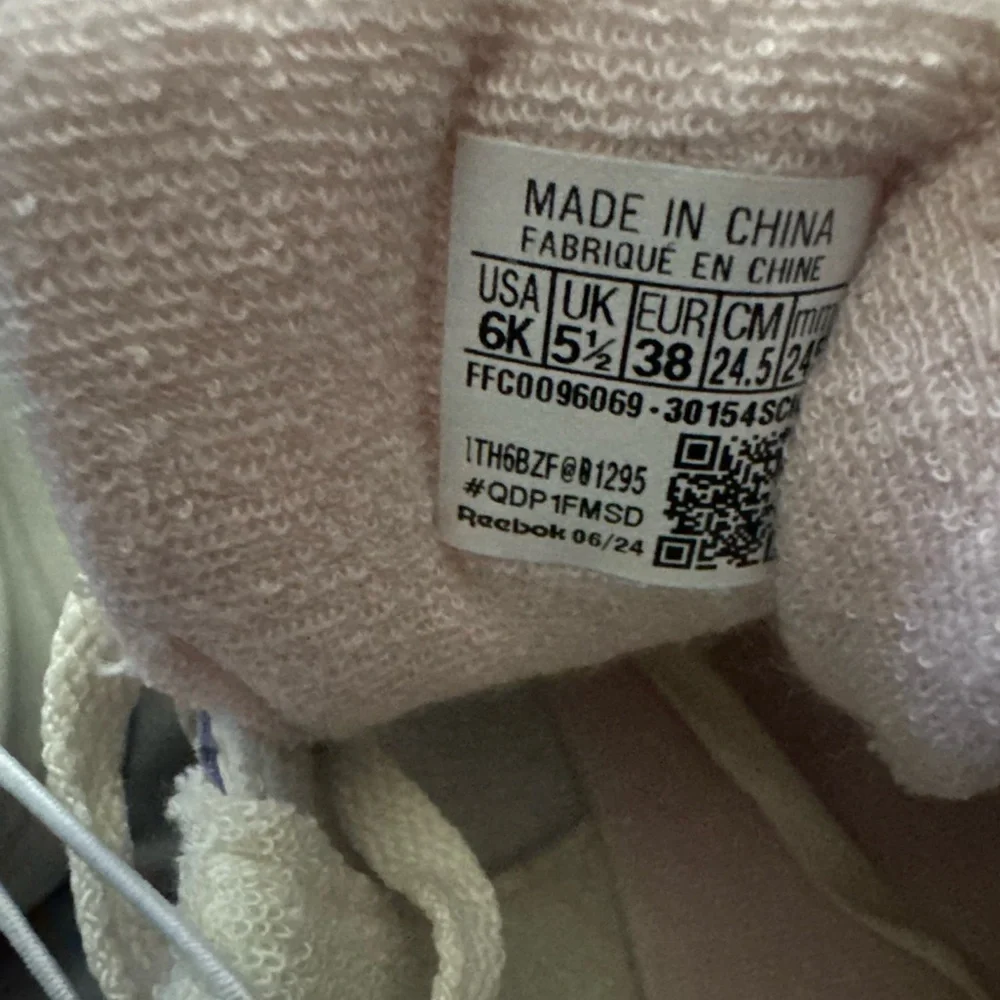 MADE IN CHINA
FABRIQUÉ EN CHINE
USA UK EUR CM mm
6K 5½ 38 24.5
FFC0096069-30154SC
1TH6BZF@01295
#QDP1FMSD
Reebok 06/24